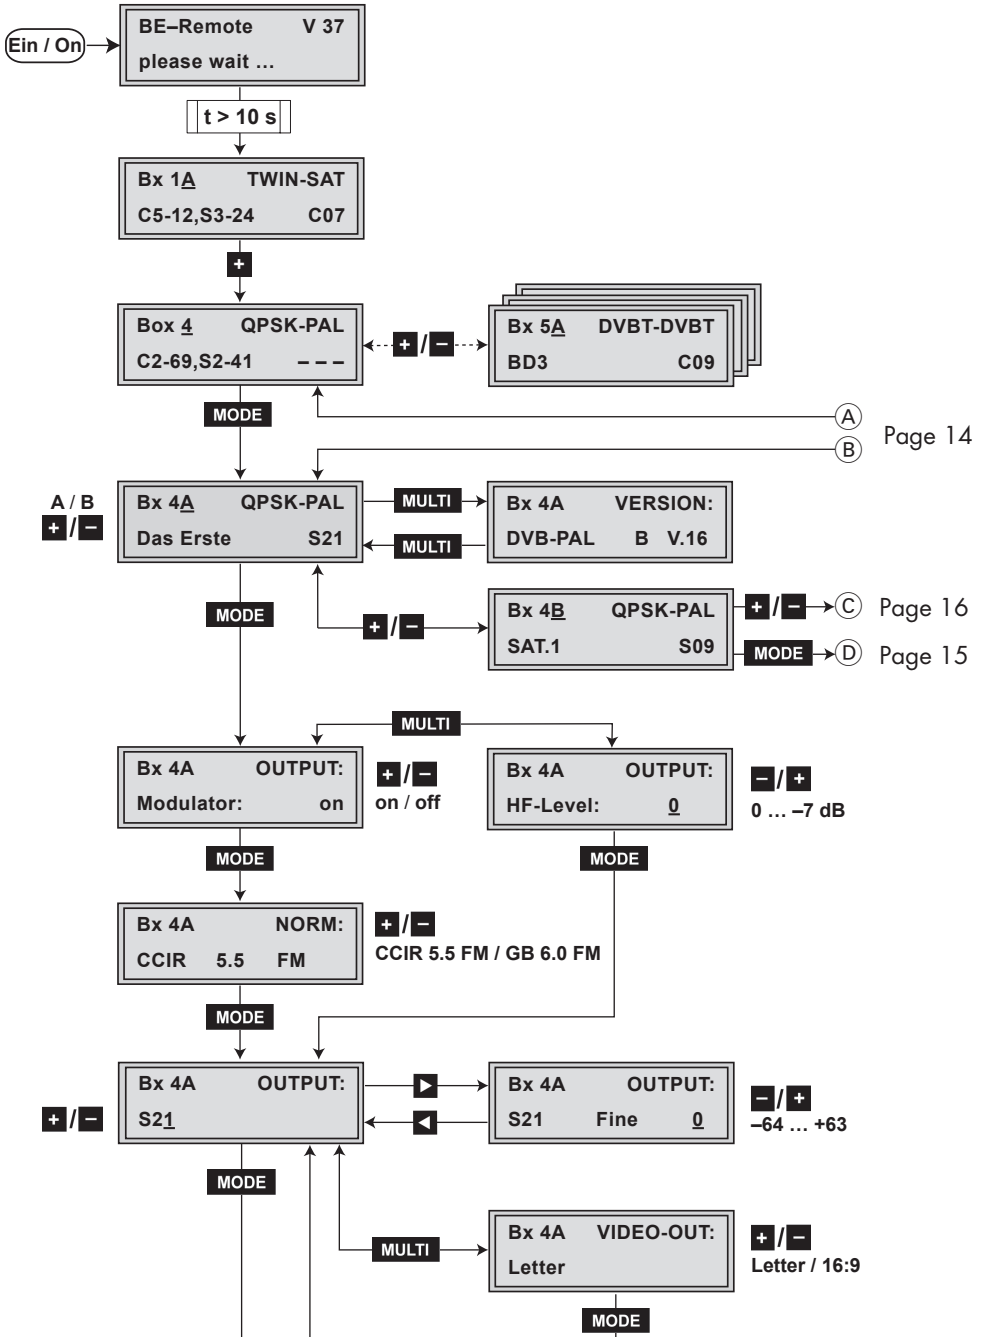 BE–Remote V 37
please wait ...
Ein / On
t > 10 s
Bx 1A TWIN-SAT
C5-12,S3-24 C07
+
Box 4 QPSK-PAL
C2-69,S2-41 – – –
+/−
Bx 5A DVBT-DVBT
BD3 C09
MODE
A
Page 14
B
A / B
+/−
Bx 4A QPSK-PAL
Das Erste S21
MULTI
MULTI
Bx 4A VERSION:
DVB-PAL B V.16
MODE
+/−
Bx 4B QPSK-PAL
SAT.1 S09
+/− C Page 16
MODE D Page 15
MULTI
Bx 4A OUTPUT:
Modulator: on
+/−
on / off
Bx 4A OUTPUT:
HF-Level: 0
−/+
0 ... –7 dB
MODE
MODE
Bx 4A NORM:
CCIR 5.5 FM
+/−
CCIR 5.5 FM / GB 6.0 FM
MODE
+/−
Bx 4A OUTPUT:
S21
Bx 4A OUTPUT:
S21 Fine 0
−/+
–64 ... +63
MODE
MULTI
Bx 4A VIDEO-OUT:
Letter
+/−
Letter / 16:9
MODE